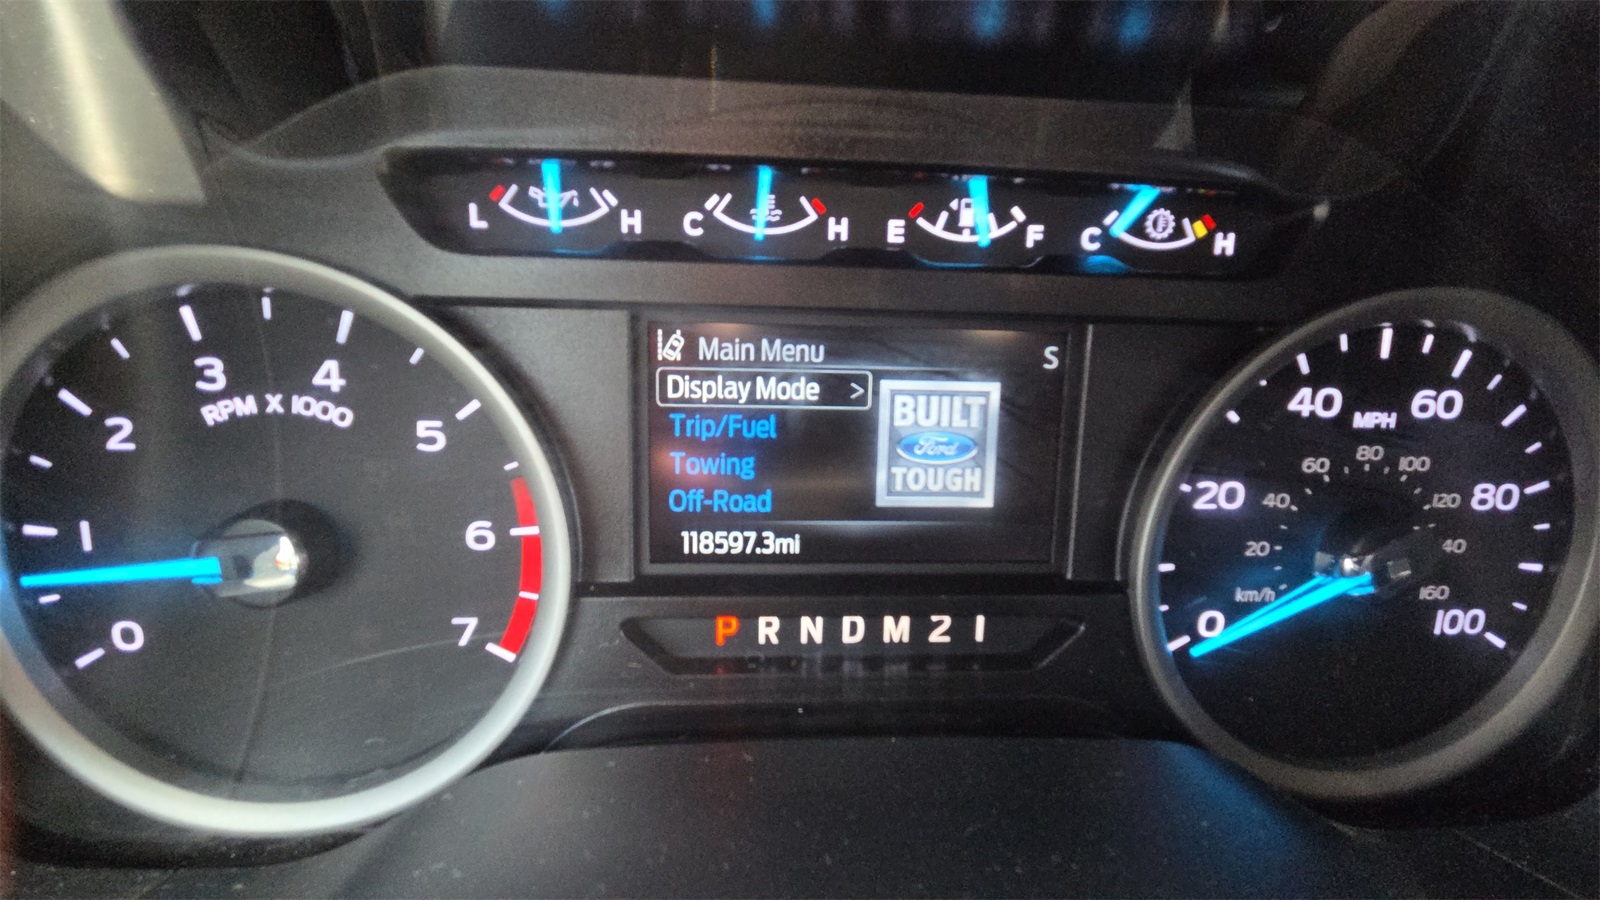 L H C H E F C H
Main Menu S
Display Mode >
Trip/Fuel
Towing
Off-Road
118597.3mi
BUILT
Ford
TOUGH
P R N D M 2 1
0 1 2 3 4 5 6 7
RPM X 1000
0 20 40 60 80 100
MPH
km/h 20 40 60 80 100 120 40 160